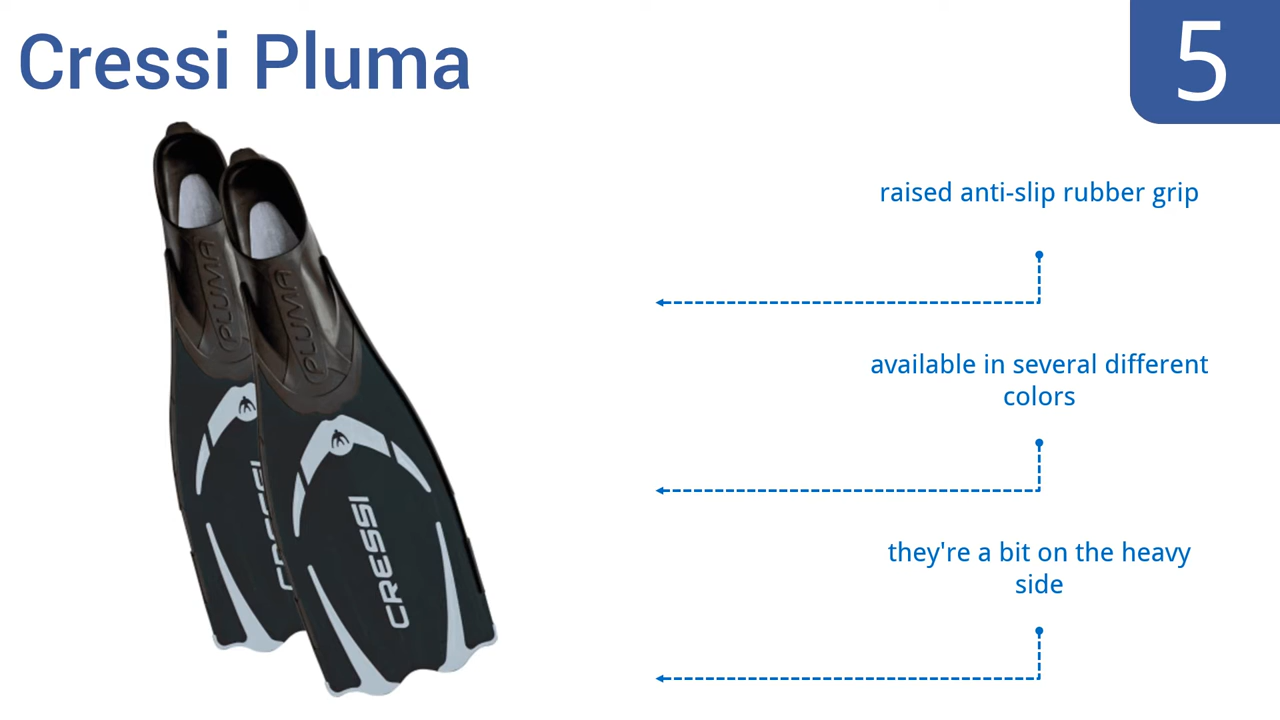 Cressi Pluma
5
raised anti-slip rubber grip
available in several different
colors
they're a bit on the heavy
side
PLUMA
PLUMA
CRESSI
CRESSI